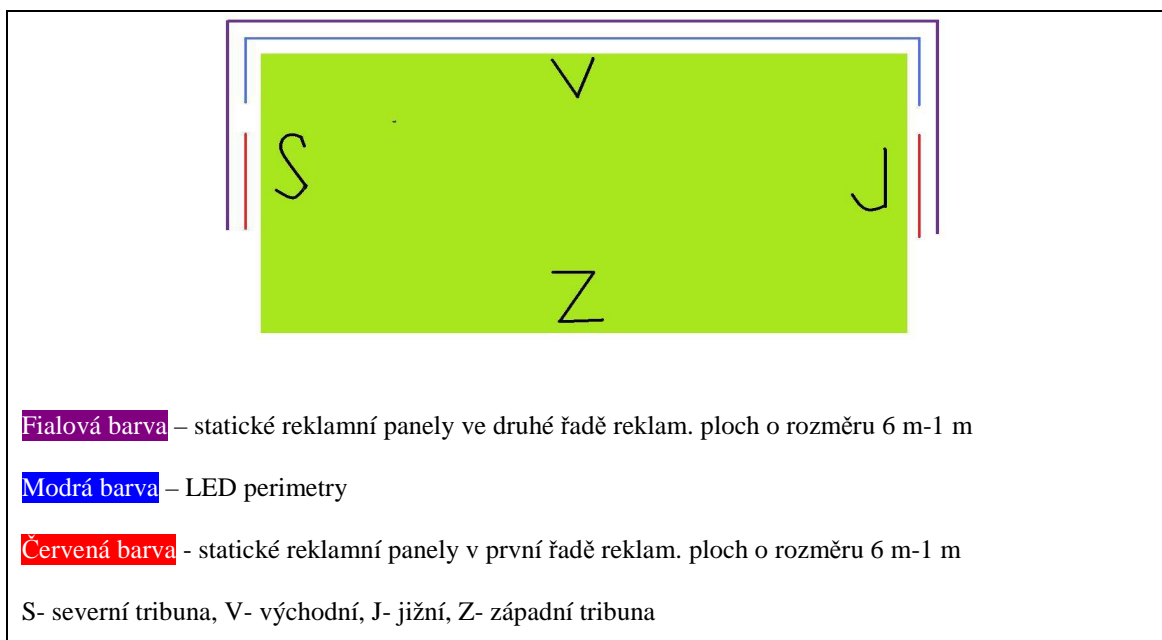 V
S
J
Z
Fialová barva – statické reklamní panely ve druhé řadě reklam. ploch o rozměru 6 m-1 m
Modrá barva – LED perimetry
Červená barva - statické reklamní panely v první řadě reklam. ploch o rozměru 6 m-1 m
S- severní tribuna, V- východní, J- jižní, Z- západní tribuna